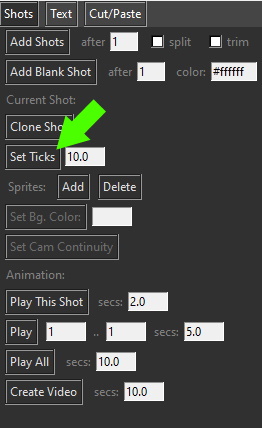 Shots Text Cut/Paste
Add Shots after 1 split trim
Add Blank Shot after 1 color: #ffffff
Current Shot:
Clone Shot
Set Ticks 10.0
Sprites: Add Delete
Set Bg. Color:
Set Cam Continuity
Animation:
Play This Shot secs: 2.0
Play 1 .. 1 secs: 5.0
Play All secs: 10.0
Create Video secs: 10.0